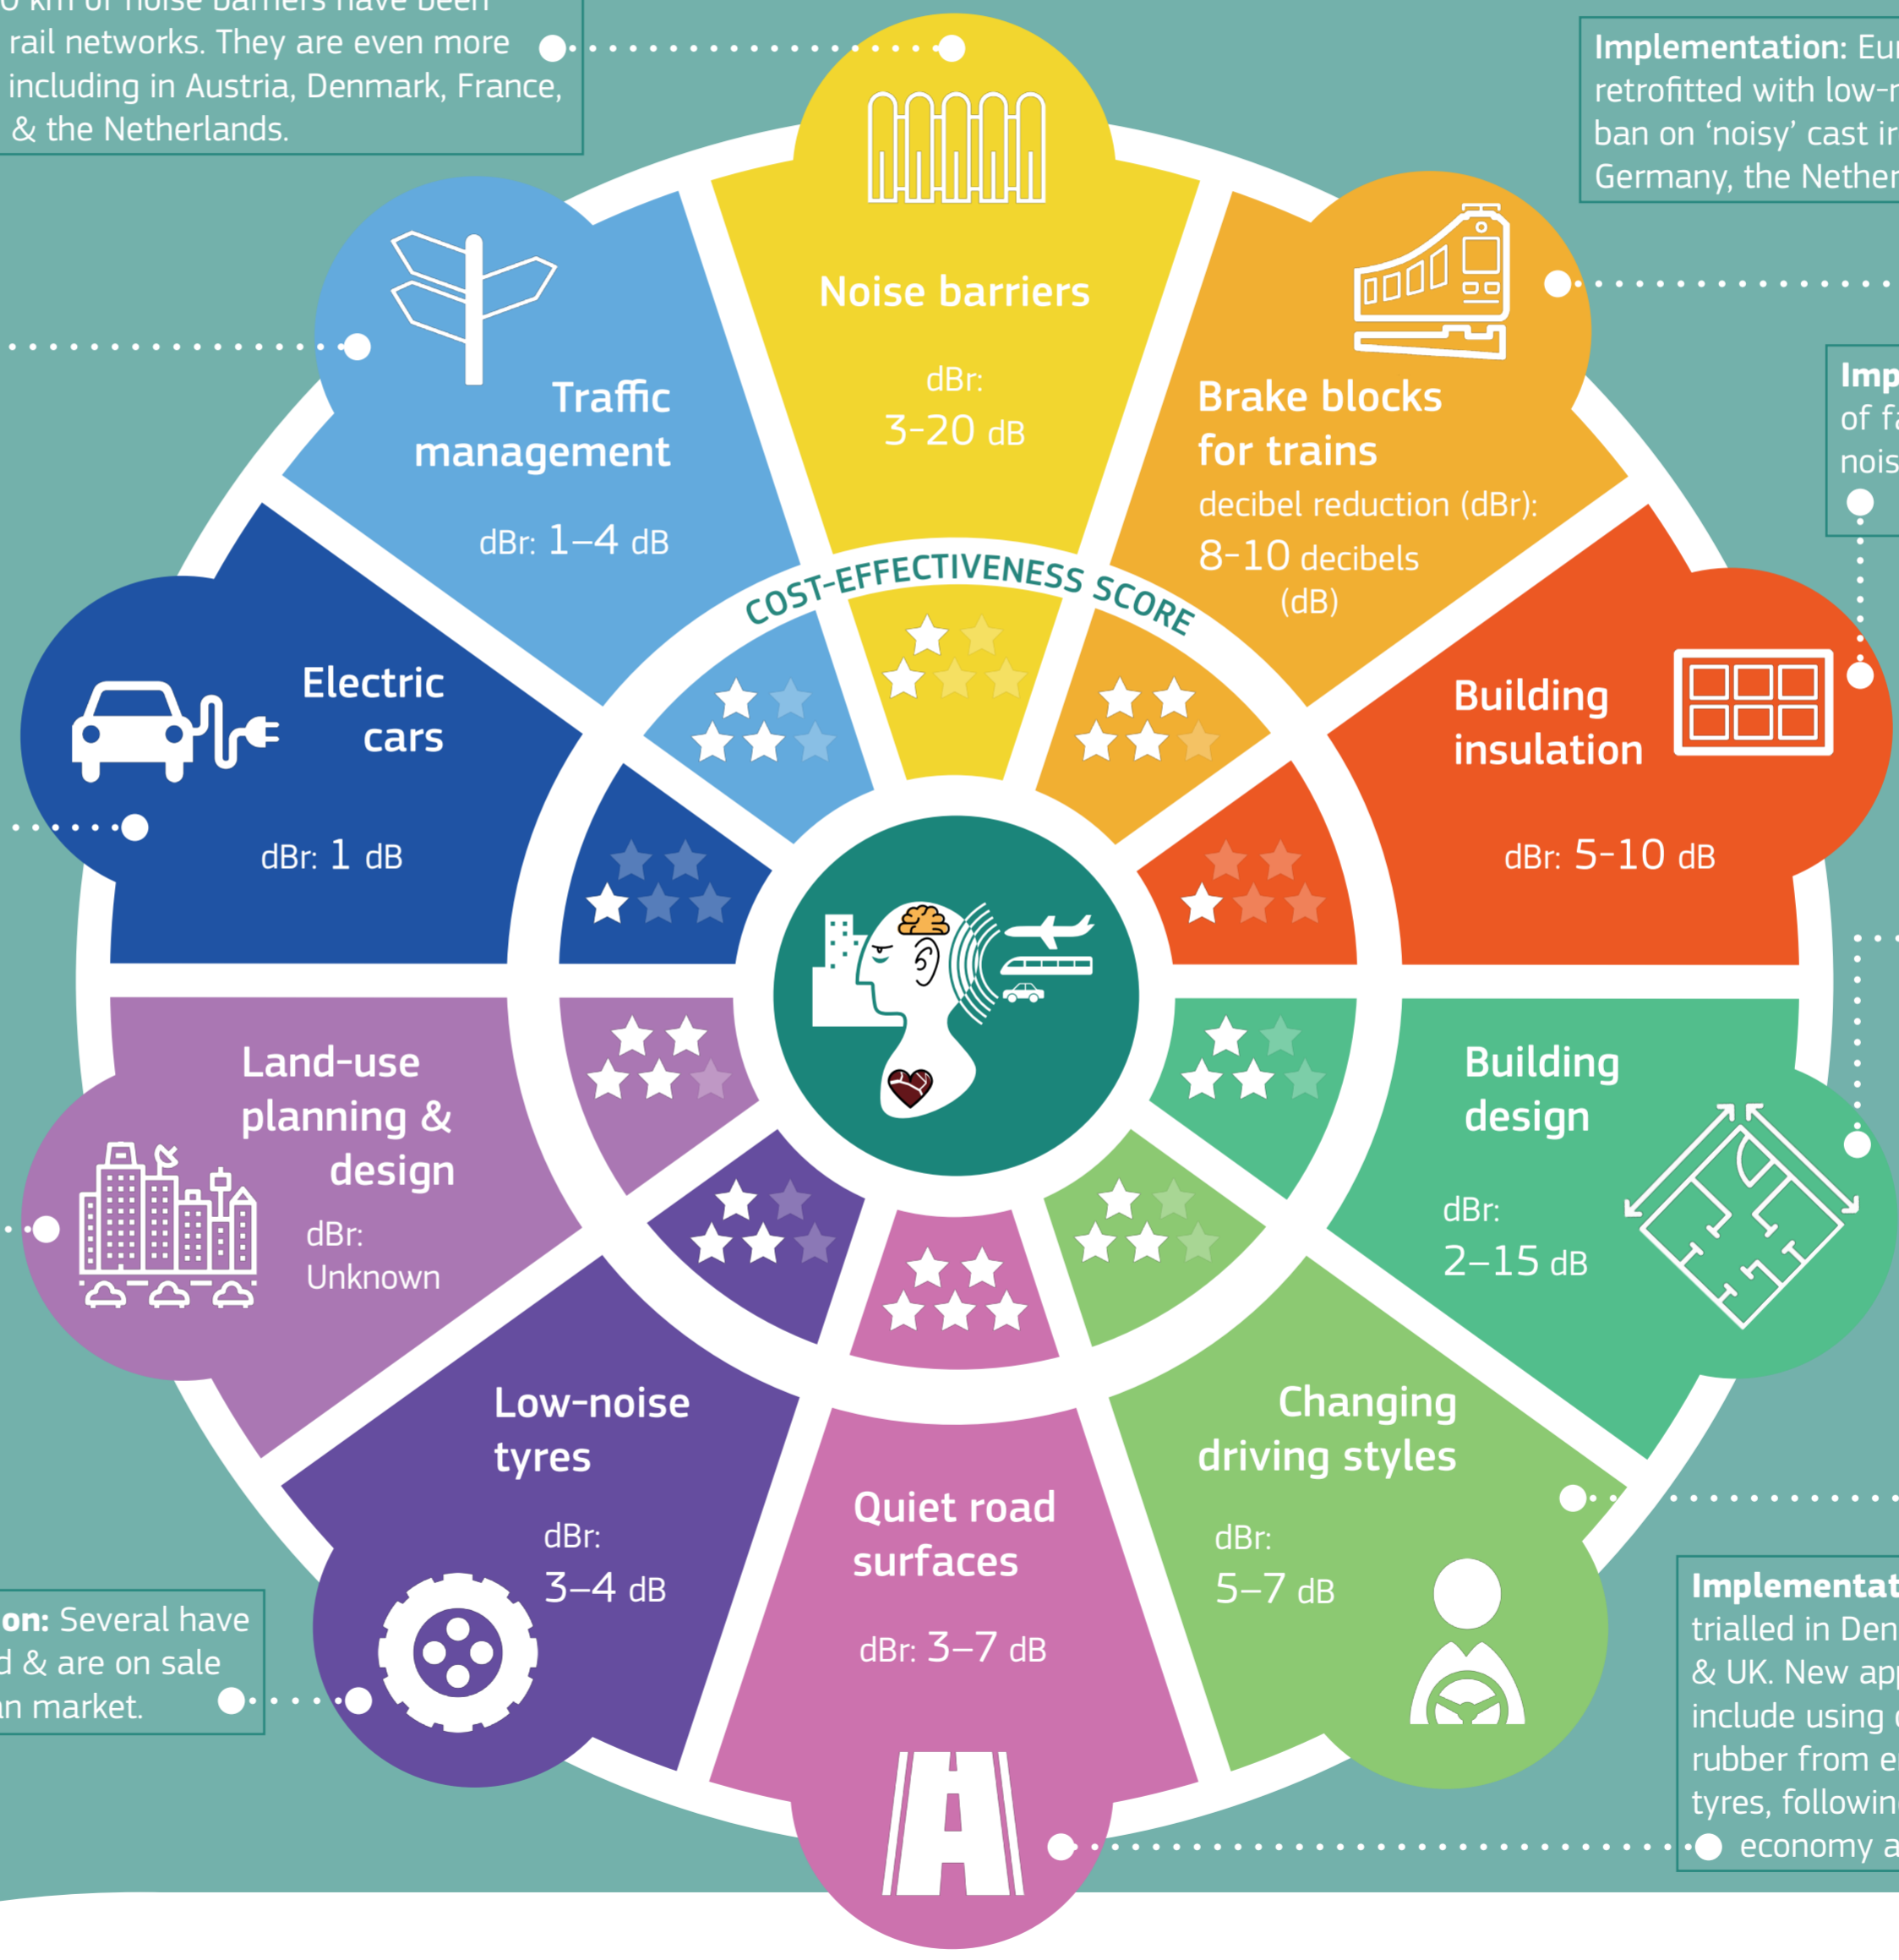 rail networks. They are even more
including in Austria, Denmark, France,
& the Netherlands.
Implementation:
retrofitted with
ban on ‘noisy’ cast
Germany, the
Noise barriers
dBr:
3-20 dB
Traffic
management
dBr: 1–4 dB
Brake blocks
for trains
decibel reduction (dBr):
8-10 decibels
(dB)
of
COST-EFFECTIVENESS SCORE
Electric
cars
dBr: 1 dB
Building
insulation
dBr: 5-10 dB
Land-use
planning &
design
dBr:
Unknown
Building
design
dBr:
2–15 dB
Low-noise
tyres
dBr:
3–4 dB
Quiet road
surfaces
dBr: 3–7 dB
Changing
driving styles
dBr:
5–7 dB
on: Several have
& are on sale
market.
trialled in
& UK. New
include using
rubber from
tyres,
economy